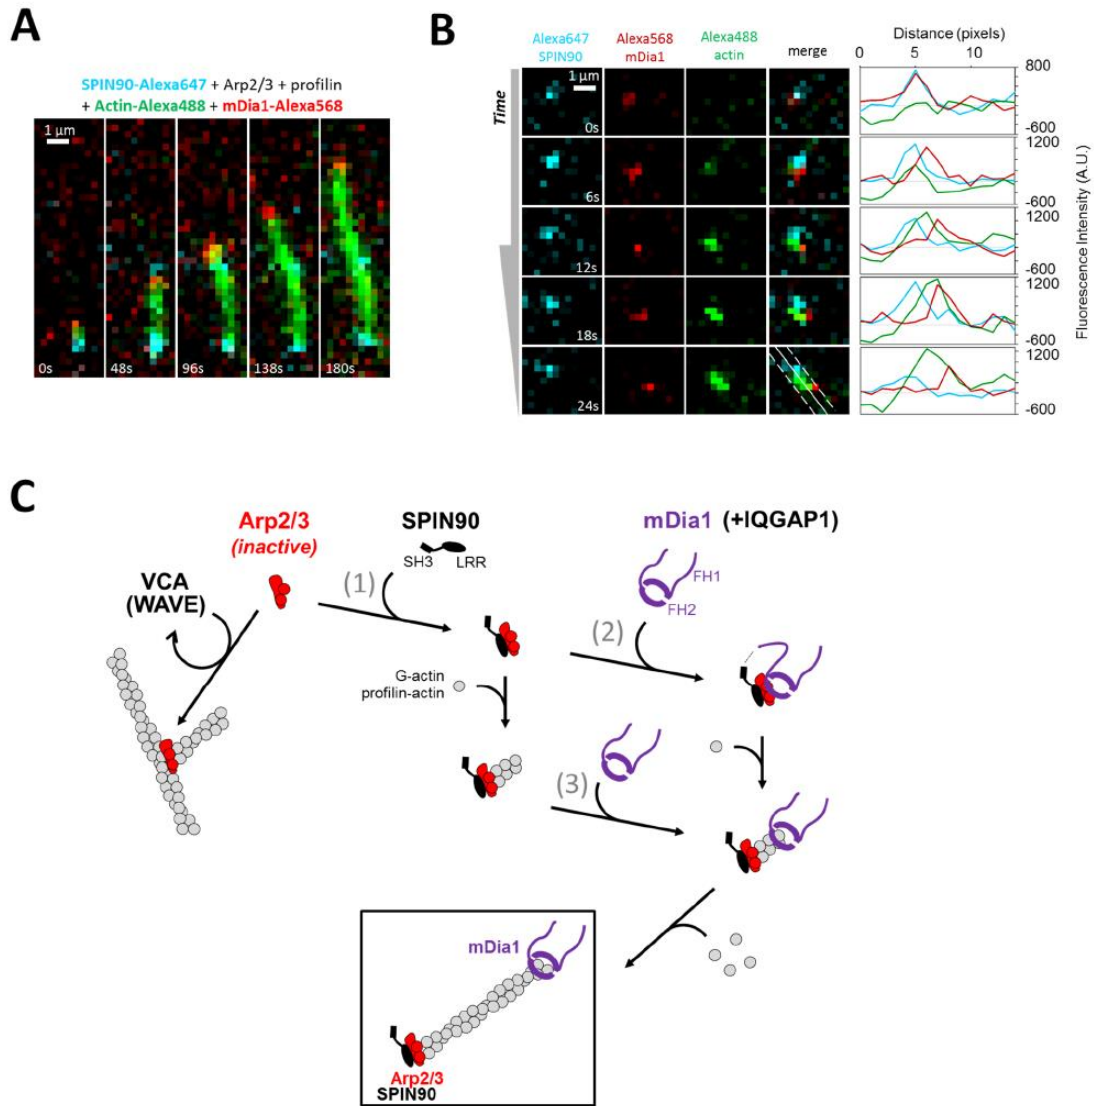 A
SPIN90-Alexa647 + Arp2/3 + profilin
+ Actin-Alexa488 + mDia1-Alexa568
1 µm
0s
48s
96s
138s
180s
B
Alexa647
SPIN90
Alexa568
mDia1
Alexa488
actin
merge
Distance (pixels)
0
5
10
Time
1 µm
0s
6s
12s
18s
24s
800
-600
1200
-600
1200
-600
1200
-600
1200
-600
Fluorescence Intensity (A.U.)
C
Arp2/3
(inactive)
SPIN90
SH3
LRR
mDia1 (+IQGAP1)
FH1
FH2
VCA
(WAVE)
(1)
(2)
G-actin
profilin-actin
(3)
mDia1
Arp2/3
SPIN90